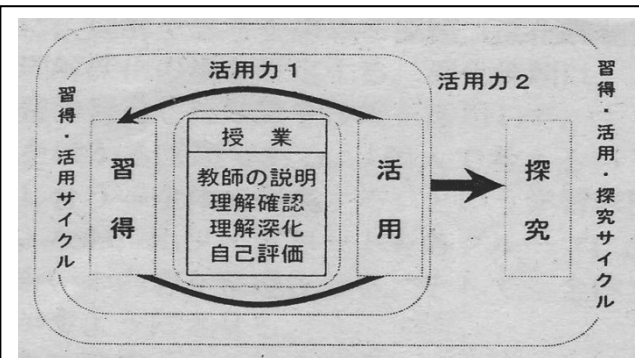 活用力1
活用力2
習得・活用サイクル
習得
授業
教師の説明
理解確認
理解深化
自己評価
活用
探究
習得・活用・探究サイクル